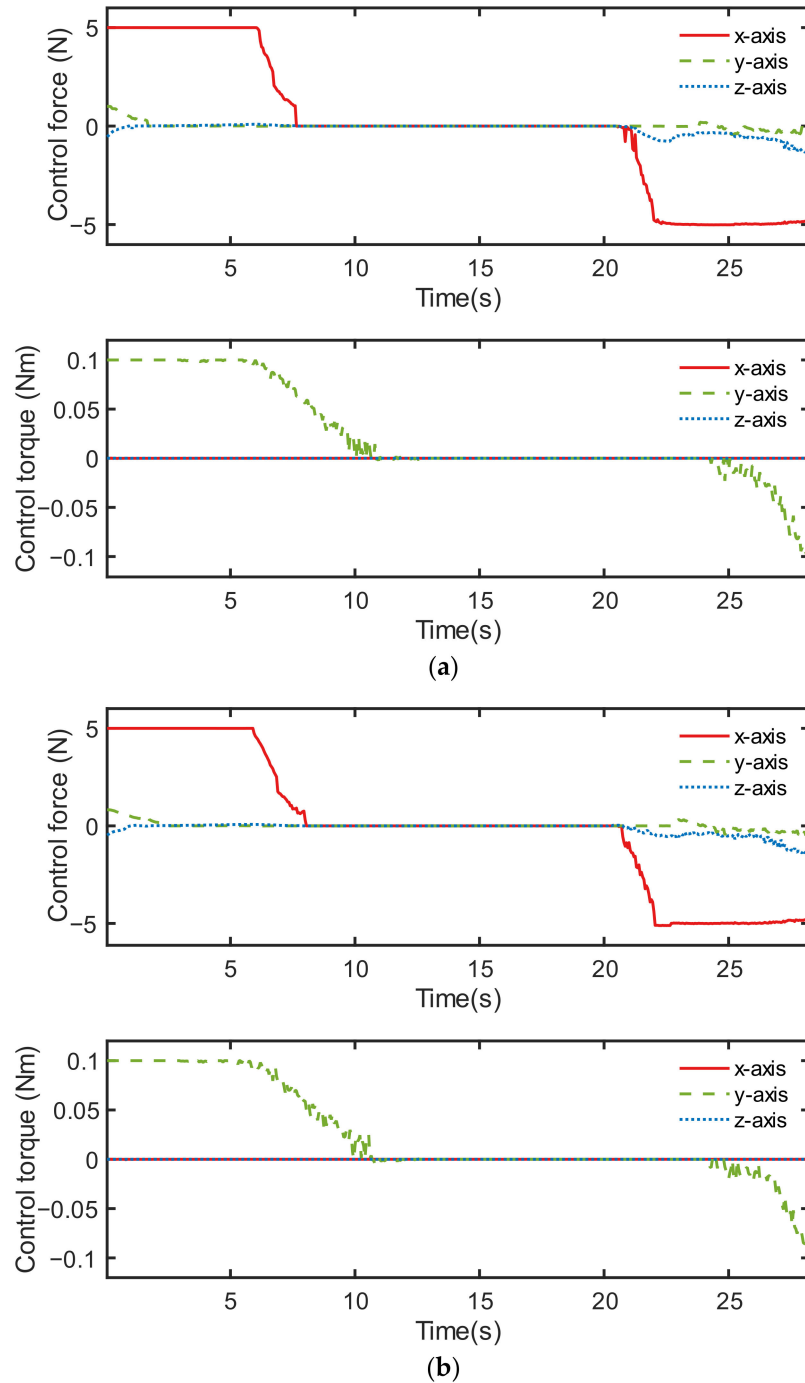 Control force (N)
5
0
−5
x-axis
y-axis
z-axis
5
10
15
20
25
Time(s)
Control torque (Nm)
0.1
0.05
0
−0.05
−0.1
x-axis
y-axis
z-axis
5
10
15
20
25
Time(s)
(a)
Control force (N)
5
0
−5
x-axis
y-axis
z-axis
5
10
15
20
25
Time(s)
Control torque (Nm)
0.1
0.05
0
−0.05
−0.1
x-axis
y-axis
z-axis
5
10
15
20
25
Time(s)
(b)